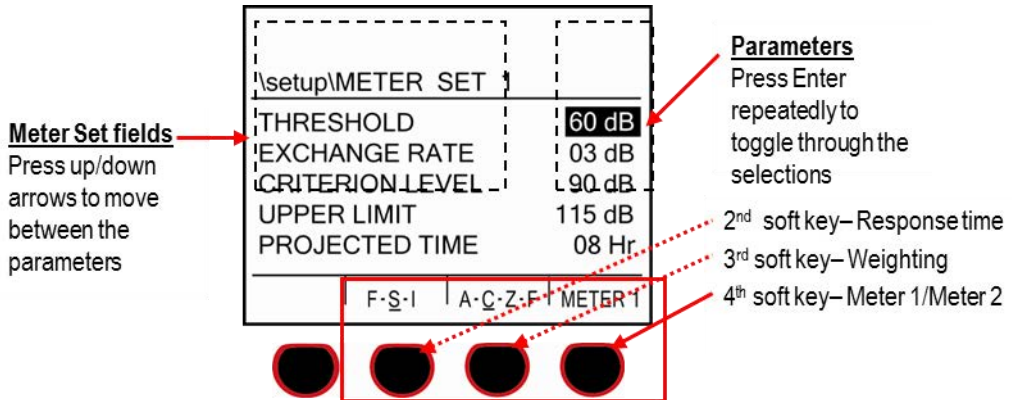 Meter Set fields
Press up/down
arrows to move
between the
parameters
\setup\METER SET 1
THRESHOLD 60 dB
EXCHANGE RATE 03 dB
CRITERION LEVEL 90 dB
UPPER LIMIT 115 dB
PROJECTED TIME 08 Hr
F-S-I A-C-Z-F METER 1
Parameters
Press Enter
repeatedly to
toggle through the
selections
2nd soft key– Response time
3rd soft key– Weighting
4th soft key– Meter 1/Meter 2